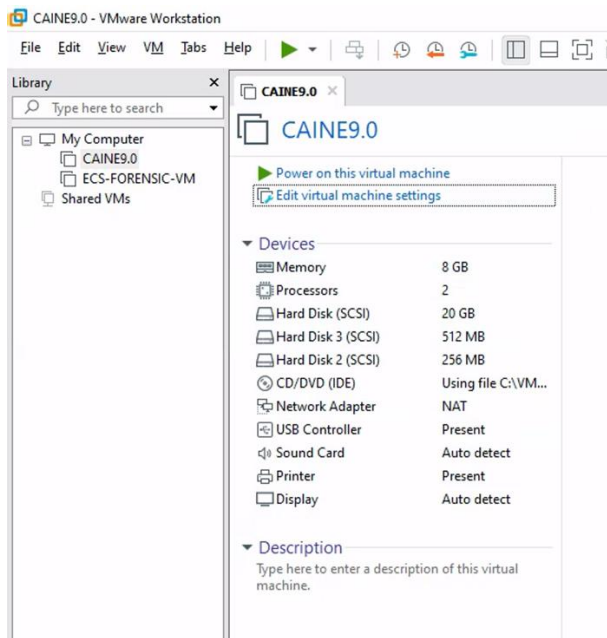 CAINE9.0 - VMware Workstation
File Edit View VM Tabs Help
Library
Type here to search
My Computer
CAINE9.0
ECS-FORENSIC-VM
Shared VMs
CAINE9.0
CAINE9.0
Power on this virtual machine
Edit virtual machine settings
Devices
Memory 8 GB
Processors 2
Hard Disk (SCSI) 20 GB
Hard Disk 3 (SCSI) 512 MB
Hard Disk 2 (SCSI) 256 MB
CD/DVD (IDE) Using file C:\VM...
Network Adapter NAT
USB Controller Present
Sound Card Auto detect
Printer Present
Display Auto detect
Description
Type here to enter a description of this virtual
machine.